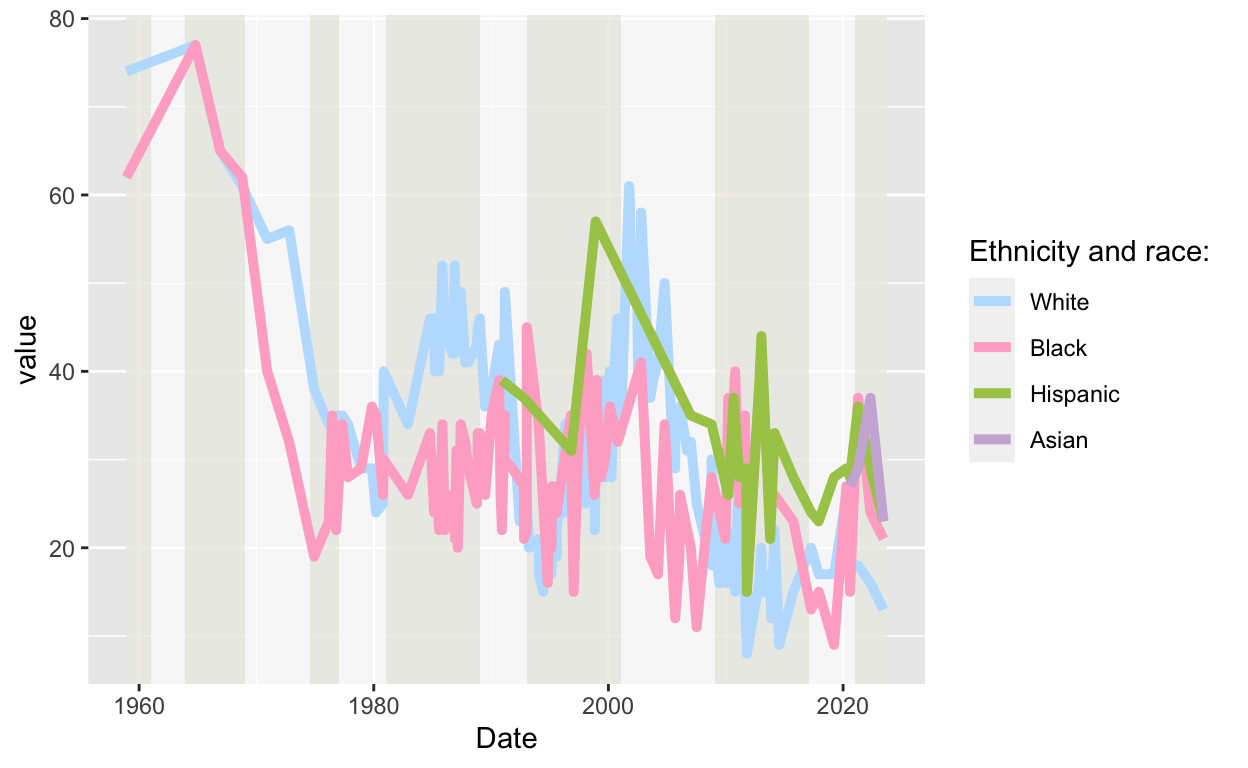 80
60
40
20
value
1960 1980 2000 2020
Date
Ethnicity and race:
White
Black
Hispanic
Asian